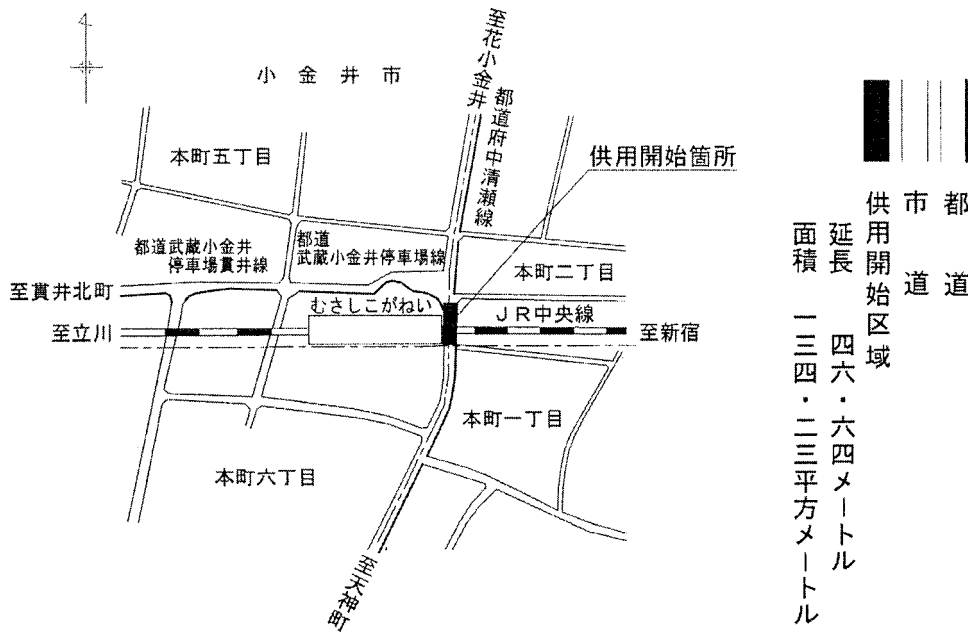 都道
市道
供用開始区域
延長 四六・六四メートル
面積 一三四・二三平方メートル
小金井市
至花小金井
都道府中清瀬線
供用開始箇所
本町五丁目
都道武蔵小金井
停車場貫井線
都道
武蔵小金井停車場線
本町二丁目
至貫井北町
むさしこがねい
JR中央線
至立川
至新宿
本町一丁目
本町六丁目
至天神町